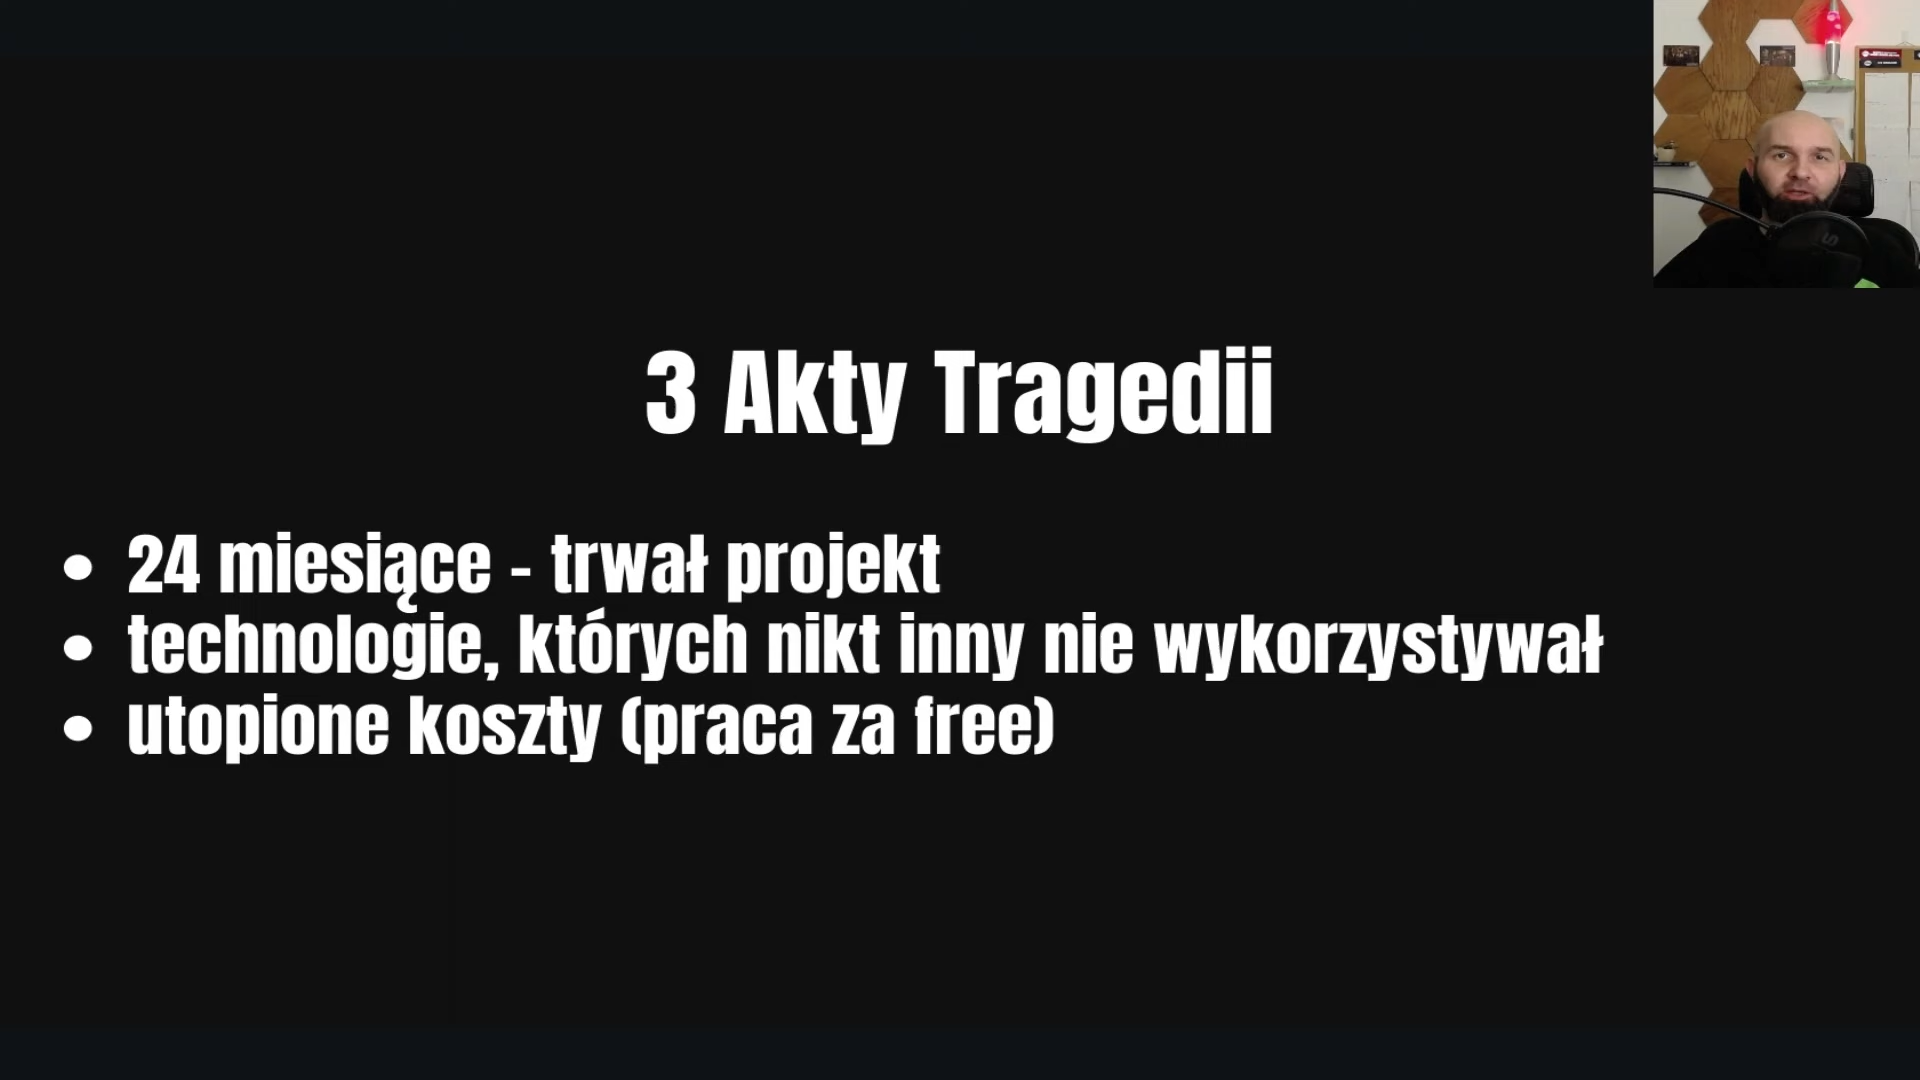 3 Akty Tragedii
24 miesiące - trwał projekt
technologie, których nikt inny nie wykorzystywał
utopione koszty (praca za free)